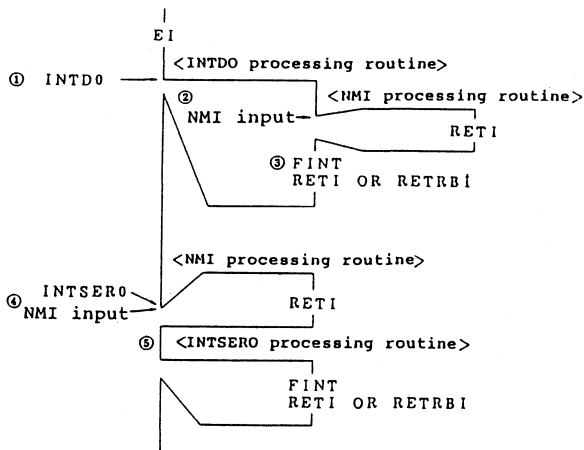 EI
<INTDO processing routine>
① INTD0
<NMI processing routine>
②
NMI input
RETI
③ FINT
RETI OR RETRBI
<NMI processing routine>
INTSER0
④ NMI input
RETI
⑤ <INTSERO processing routine>
FINT
RETI OR RETRBI